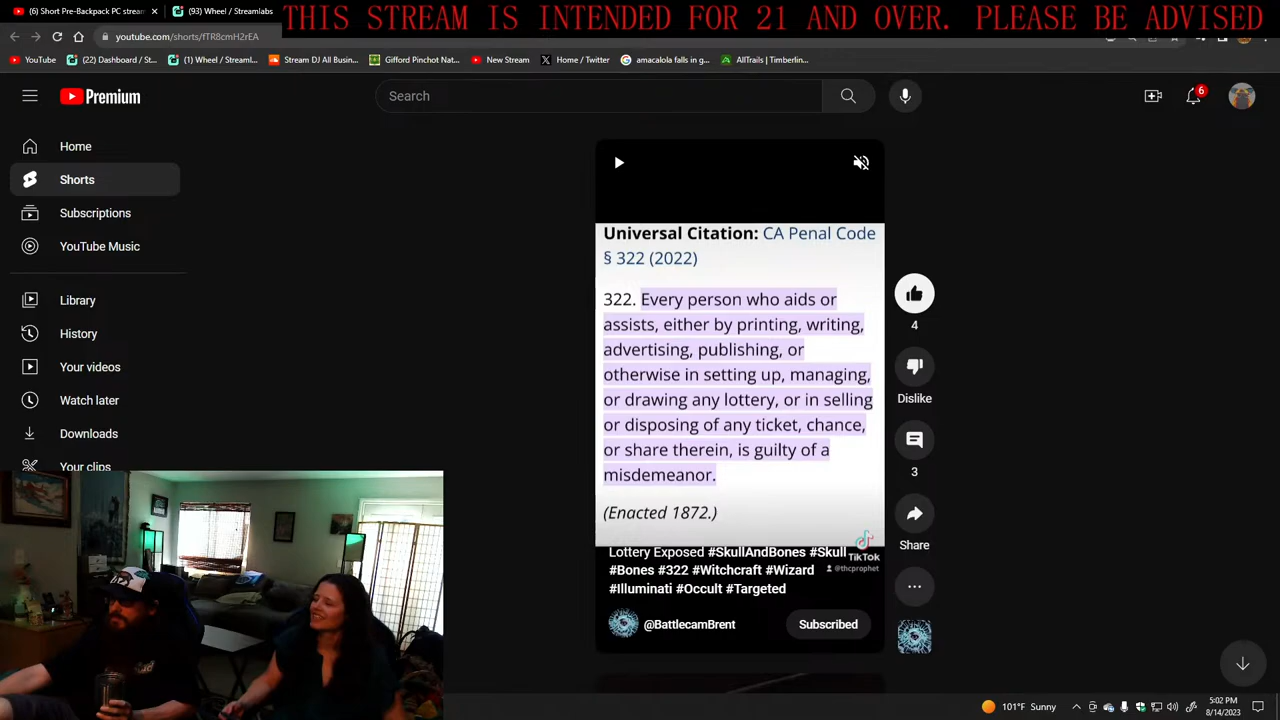 THIS STREAM IS INTENDED FOR 21 AND OVER. PLEASE BE ADVISED
(6) Short Pre-Backpack PC stream
(93) Wheel / Streamlabs
youtube.com/shorts/fTR8cmH2rEA
YouTube
(22) Dashboard / St...
(1) Wheel / Streaml...
Stream DJ All Busin...
Gifford Pinchot Nat...
New Stream
Home / Twitter
amacalola falls in g...
AllTrails | Timberlin...
Premium
Search
6
Home
Shorts
Subscriptions
YouTube Music
Library
History
Your videos
Watch later
Downloads
Your clips
Universal Citation: CA Penal Code
§ 322 (2022)
322. Every person who aids or
assists, either by printing, writing,
advertising, publishing, or
otherwise in setting up, managing,
or drawing any lottery, or in selling
or disposing of any ticket, chance,
or share therein, is guilty of a
misdemeanor.
(Enacted 1872.)
Lottery Exposed #SkullAndBones #Skull
#Bones #322 #Witchcraft #Wizard
#Illuminati #Occult #Targeted
TikTok
@thcprophet
@BattlecamBrent
Subscribed
4
Dislike
3
Share
101°F Sunny
5:02 PM
8/14/2023